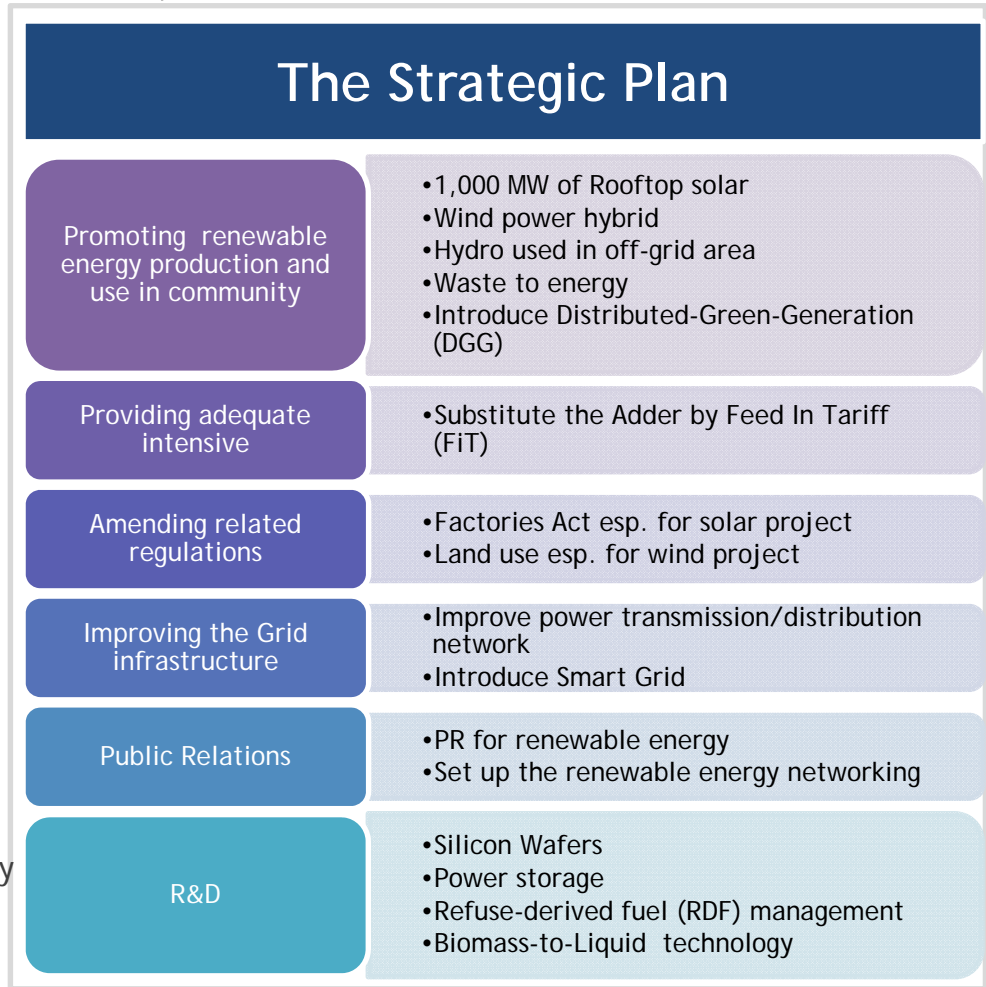 The Strategic Plan
Promoting renewable
energy production and
use in community
•1,000 MW of Rooftop solar
•Wind power hybrid
•Hydro used in off-grid area
•Waste to energy
•Introduce Distributed-Green-Generation
(DGG)
Providing adequate
intensive
•Substitute the Adder by Feed In Tariff
(FiT)
Amending related
regulations
•Factories Act esp. for solar project
•Land use esp. for wind project
Improving the Grid
infrastructure
•Improve power transmission/distribution
network
•Introduce Smart Grid
Public Relations
•PR for renewable energy
•Set up the renewable energy networking
y
R&D
•Silicon Wafers
•Power storage
•Refuse-derived fuel (RDF) management
•Biomass-to-Liquid technology